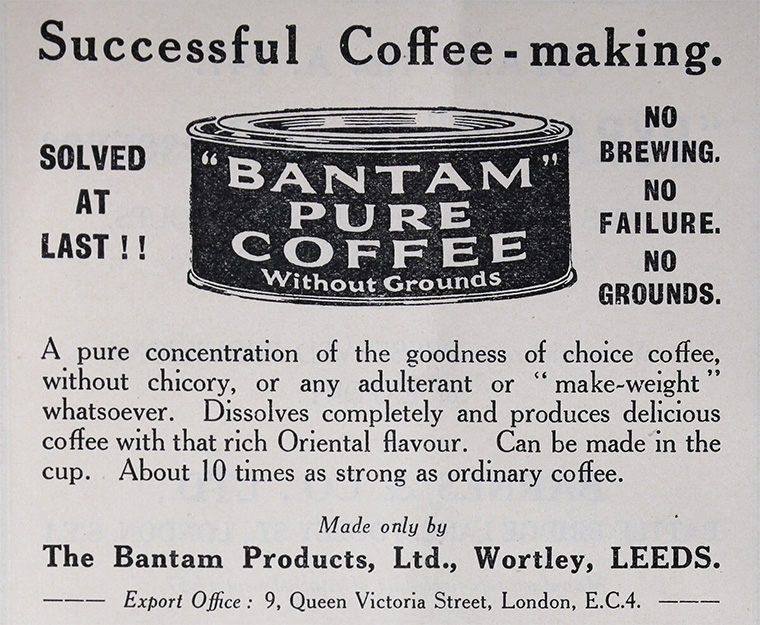 Successful Coffee-making.
SOLVED
AT
LAST !!
"BANTAM"
PURE
COFFEE
Without Grounds
NO
BREWING.
NO
FAILURE.
NO
GROUNDS.
A pure concentration of the goodness of choice coffee,
without chicory, or any adulterant or "make-weight"
whatsoever. Dissolves completely and produces delicious
coffee with that rich Oriental flavour. Can be made in the
cup. About 10 times as strong as ordinary coffee.
Made only by
The Bantam Products, Ltd., Wortley, LEEDS.
Export Office : 9, Queen Victoria Street, London, E.C.4.